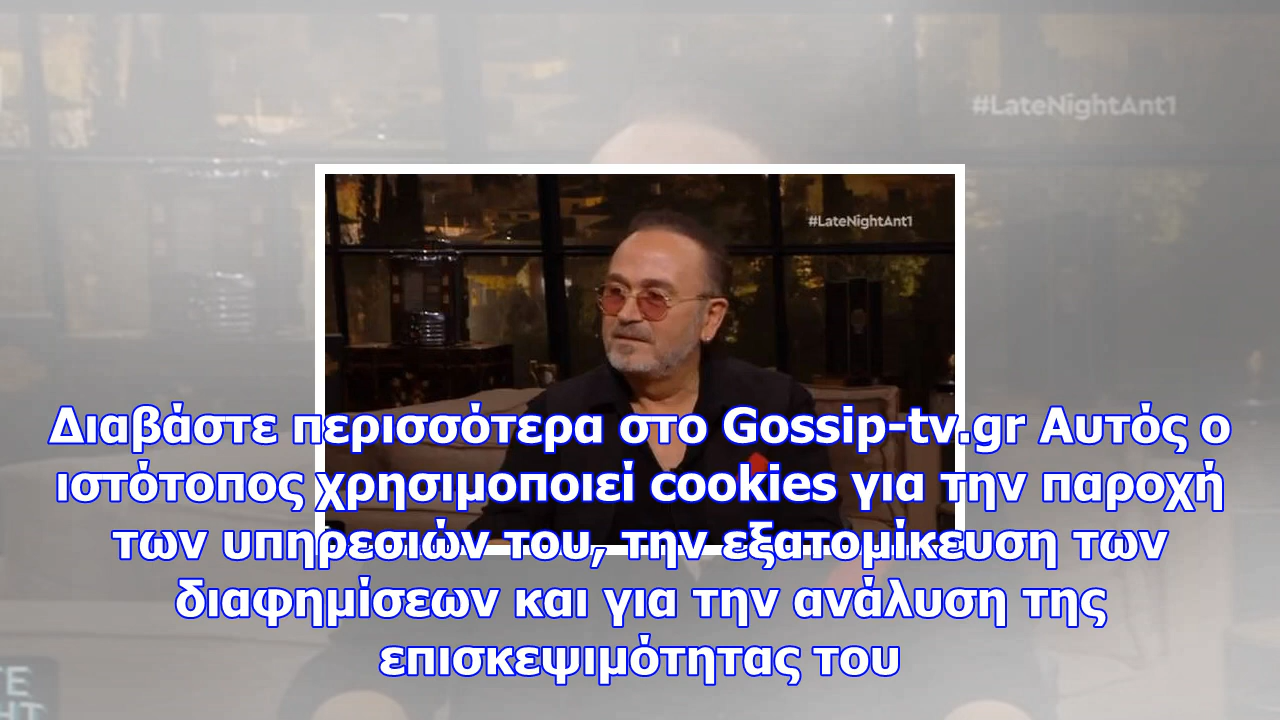 #LateNightAnt1
#LateNightAnt1
Διαβάστε περισσότερα στο Gossip-tv.gr Αυτός ο
ιστότοπος χρησιμοποιεί cookies για την παροχή
των υπηρεσιών του, την εξατομίκευση των
διαφημίσεων και για την ανάλυση της
επισκεψιμότητας του